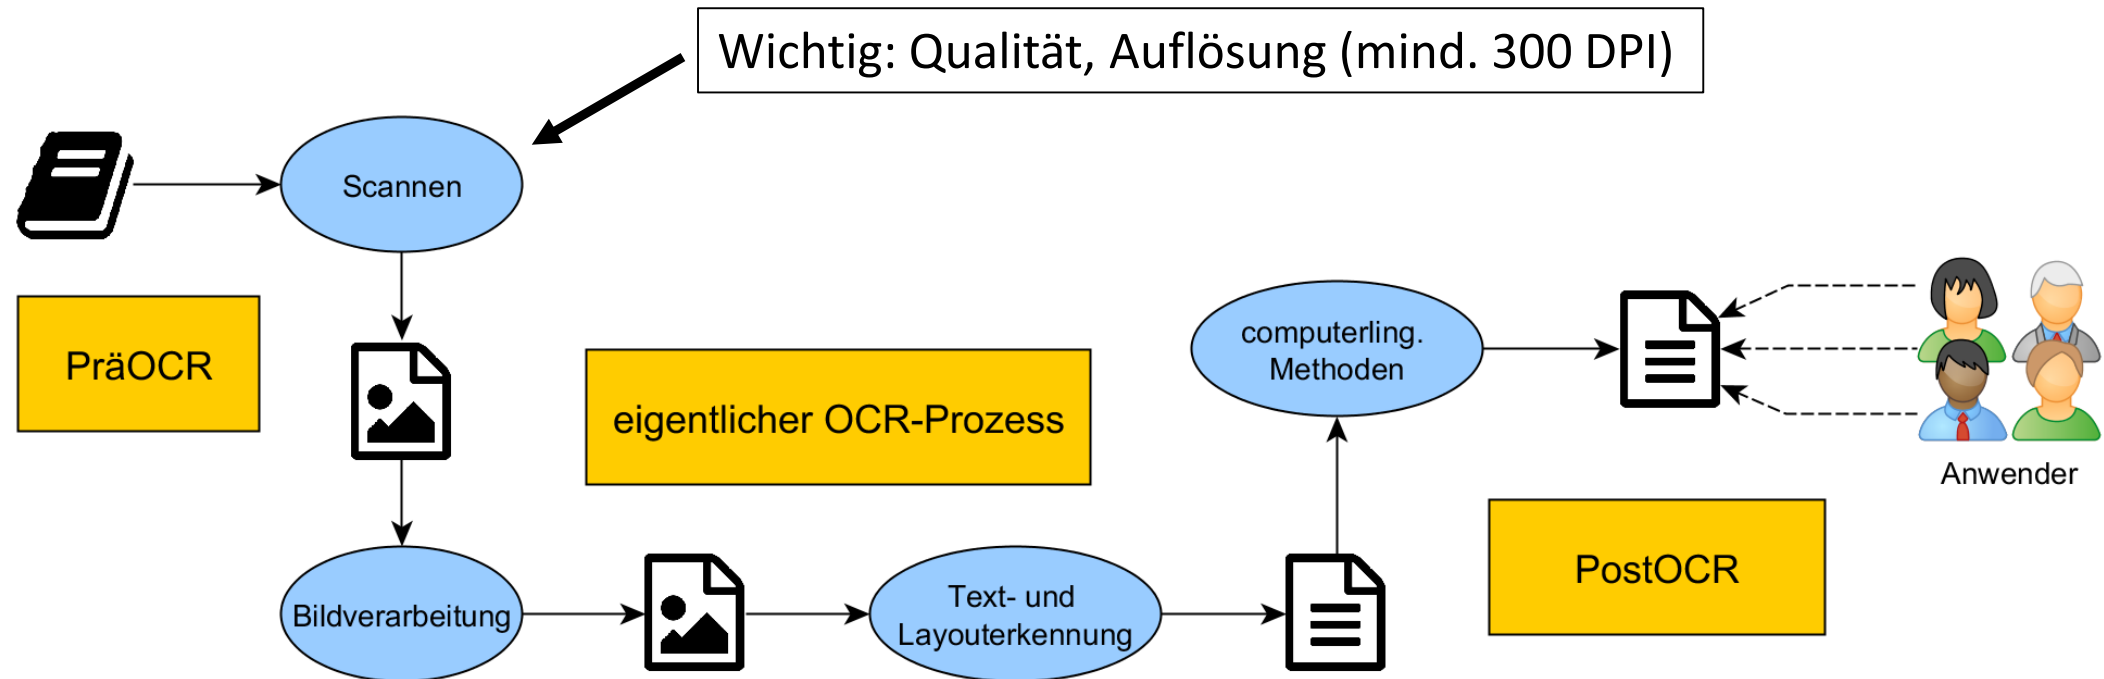 Wichtig: Qualität, Auflösung (mind. 300 DPI)
Scannen
PräOCR
eigentlicher OCR-Prozess
Bildverarbeitung
Text- und
Layouterkennung
computerling.
Methoden
Anwender
PostOCR